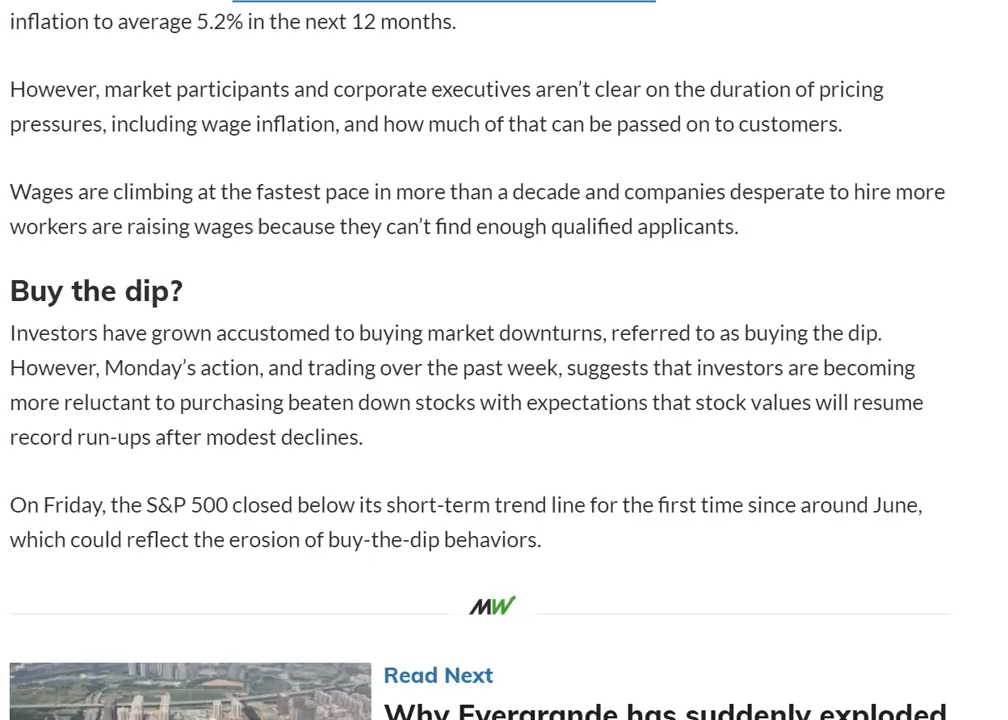 inflation to average 5.2% in the next 12 months.
However, market participants and corporate executives aren’t clear on the duration of pricing
pressures, including wage inflation, and how much of that can be passed on to customers.
Wages are climbing at the fastest pace in more than a decade and companies desperate to hire more
workers are raising wages because they can’t find enough qualified applicants.
Buy the dip?
Investors have grown accustomed to buying market downturns, referred to as buying the dip.
However, Monday’s action, and trading over the past week, suggests that investors are becoming
more reluctant to purchasing beaten down stocks with expectations that stock values will resume
record run-ups after modest declines.
On Friday, the S&P 500 closed below its short-term trend line for the first time since around June,
which could reflect the erosion of buy-the-dip behaviors.
MW
Read Next
Why Evergrande has suddenly exploded